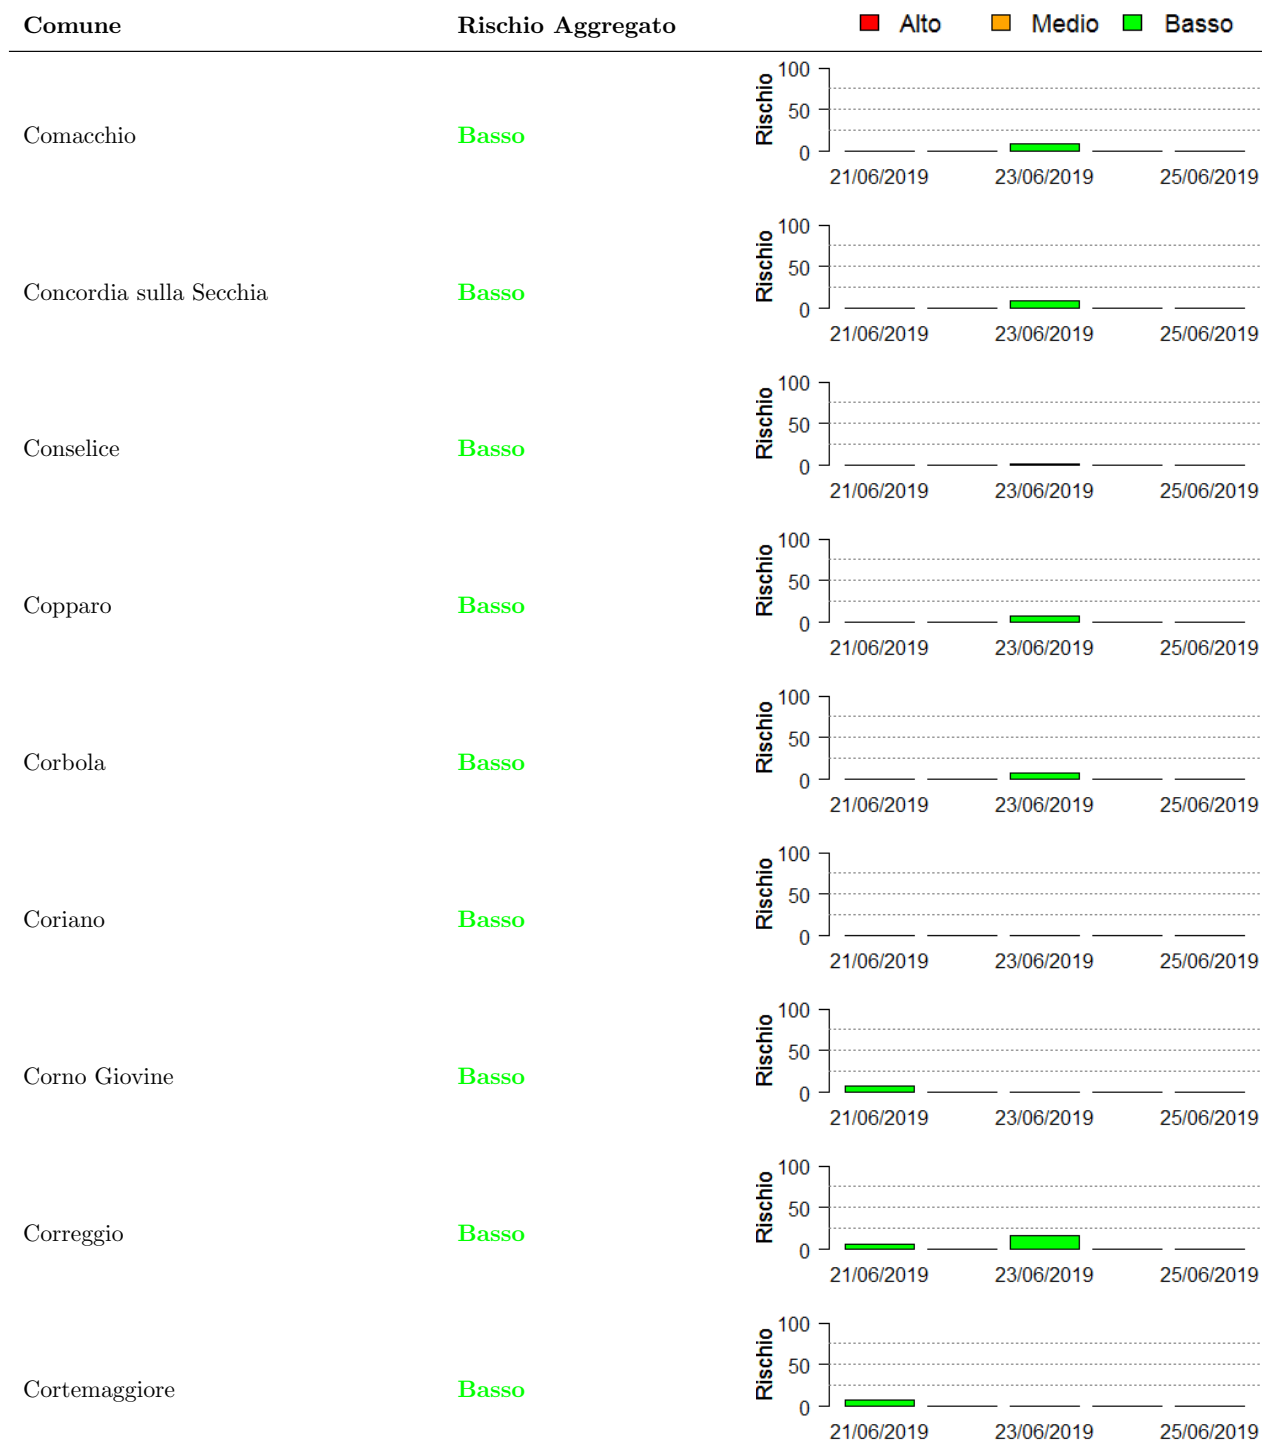 Comune Rischio Aggregato Alto Medio Basso
100
50
0
Rischio
Comacchio Basso
21/06/2019 23/06/2019 25/06/2019
100
50
0
Rischio
Concordia sulla Secchia Basso
21/06/2019 23/06/2019 25/06/2019
100
50
0
Rischio
Conselice Basso
21/06/2019 23/06/2019 25/06/2019
100
50
0
Rischio
Copparo Basso
21/06/2019 23/06/2019 25/06/2019
100
50
0
Rischio
Corbola Basso
21/06/2019 23/06/2019 25/06/2019
100
50
0
Rischio
Coriano Basso
21/06/2019 23/06/2019 25/06/2019
100
50
0
Rischio
Corno Giovine Basso
21/06/2019 23/06/2019 25/06/2019
100
50
0
Rischio
Correggio Basso
21/06/2019 23/06/2019 25/06/2019
100
50
0
Rischio
Cortemaggiore Basso
21/06/2019 23/06/2019 25/06/2019